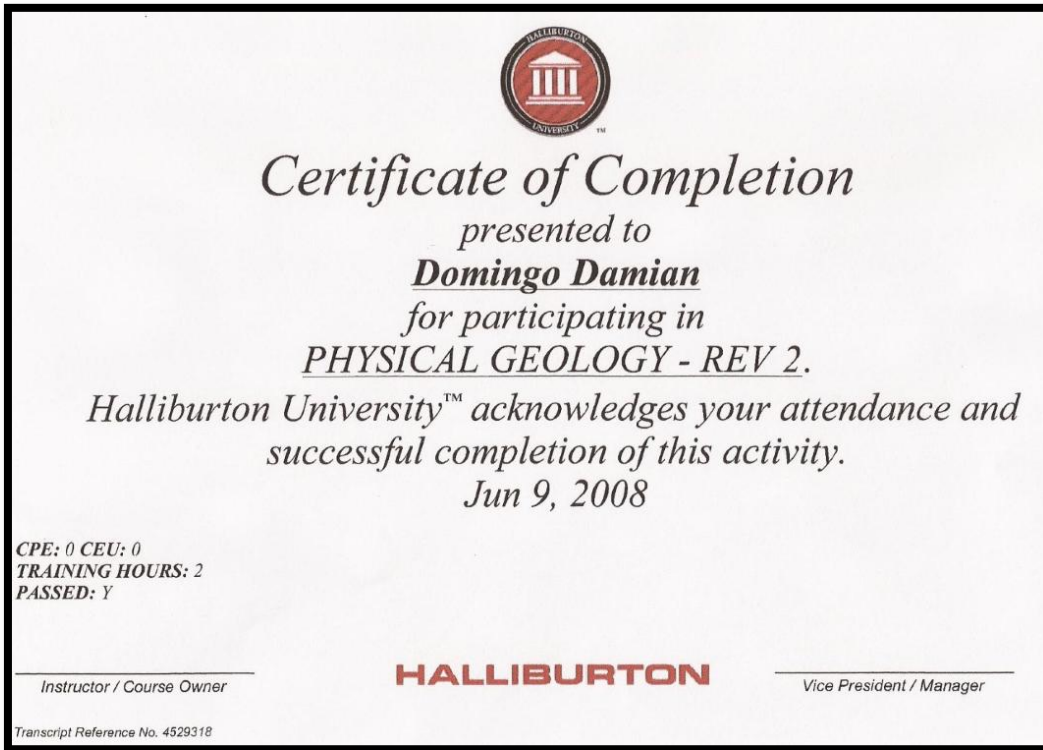 HALLIBURTON
UNIVERSITY
TM
Certificate of Completion
presented to
Domingo Damian
for participating in
PHYSICAL GEOLOGY - REV 2.
Halliburton University™ acknowledges your attendance and
successful completion of this activity.
Jun 9, 2008
CPE: 0 CEU: 0
TRAINING HOURS: 2
PASSED: Y
HALLIBURTON
Instructor / Course Owner
Vice President / Manager
Transcript Reference No. 4529318